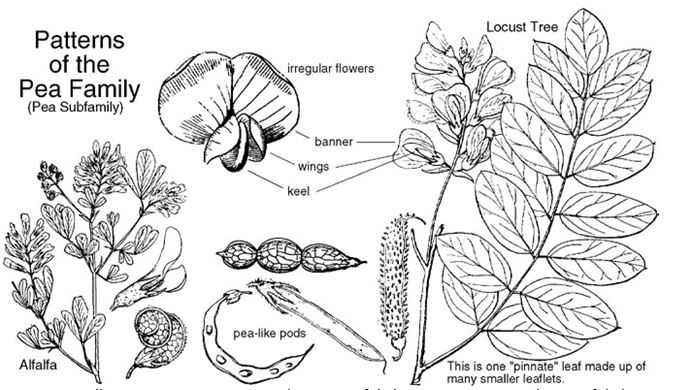 Patterns
of the
Pea Family
(Pea Subfamily)
irregular flowers
Locust Tree
banner
wings
keel
pea-like pods
Alfalfa
This is one "pinnate" leaf made up of
many smaller leaflets.